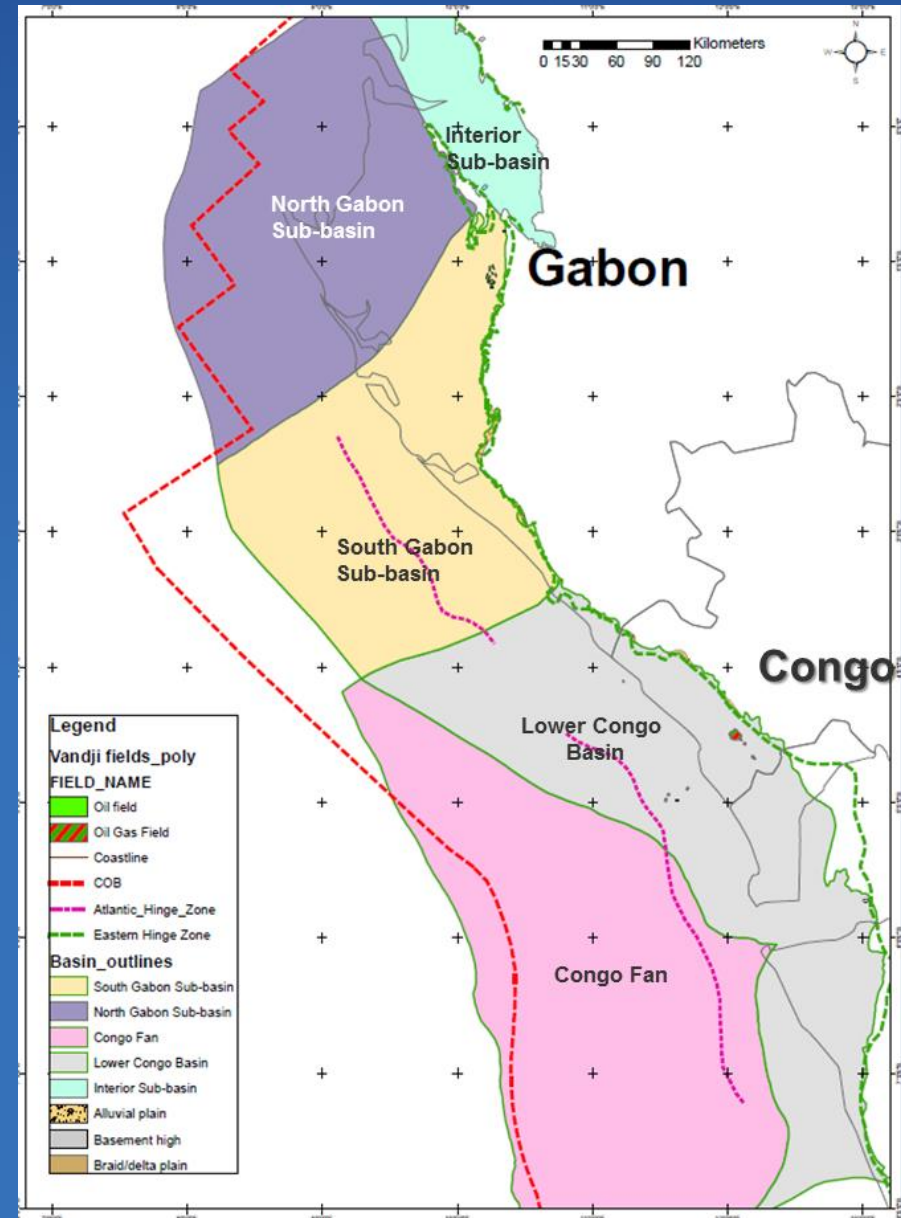 Kilometers
0 15 30 60 90 120
N
W E
S
Interior
Sub-basin
North Gabon
Sub-basin
Gabon
South Gabon
Sub-basin
Congo
Lower Congo
Basin
Congo Fan
Legend
Vandji fields_poly
FIELD_NAME
Oil field
Oil Gas Field
Coastline
COB
Atlantic_Hinge_Zone
Eastern Hinge Zone
Basin_outlines
South Gabon Sub-basin
North Gabon Sub-basin
Congo Fan
Lower Congo Basin
Interior Sub-basin
Alluvial plain
Basement high
Braid/delta plain